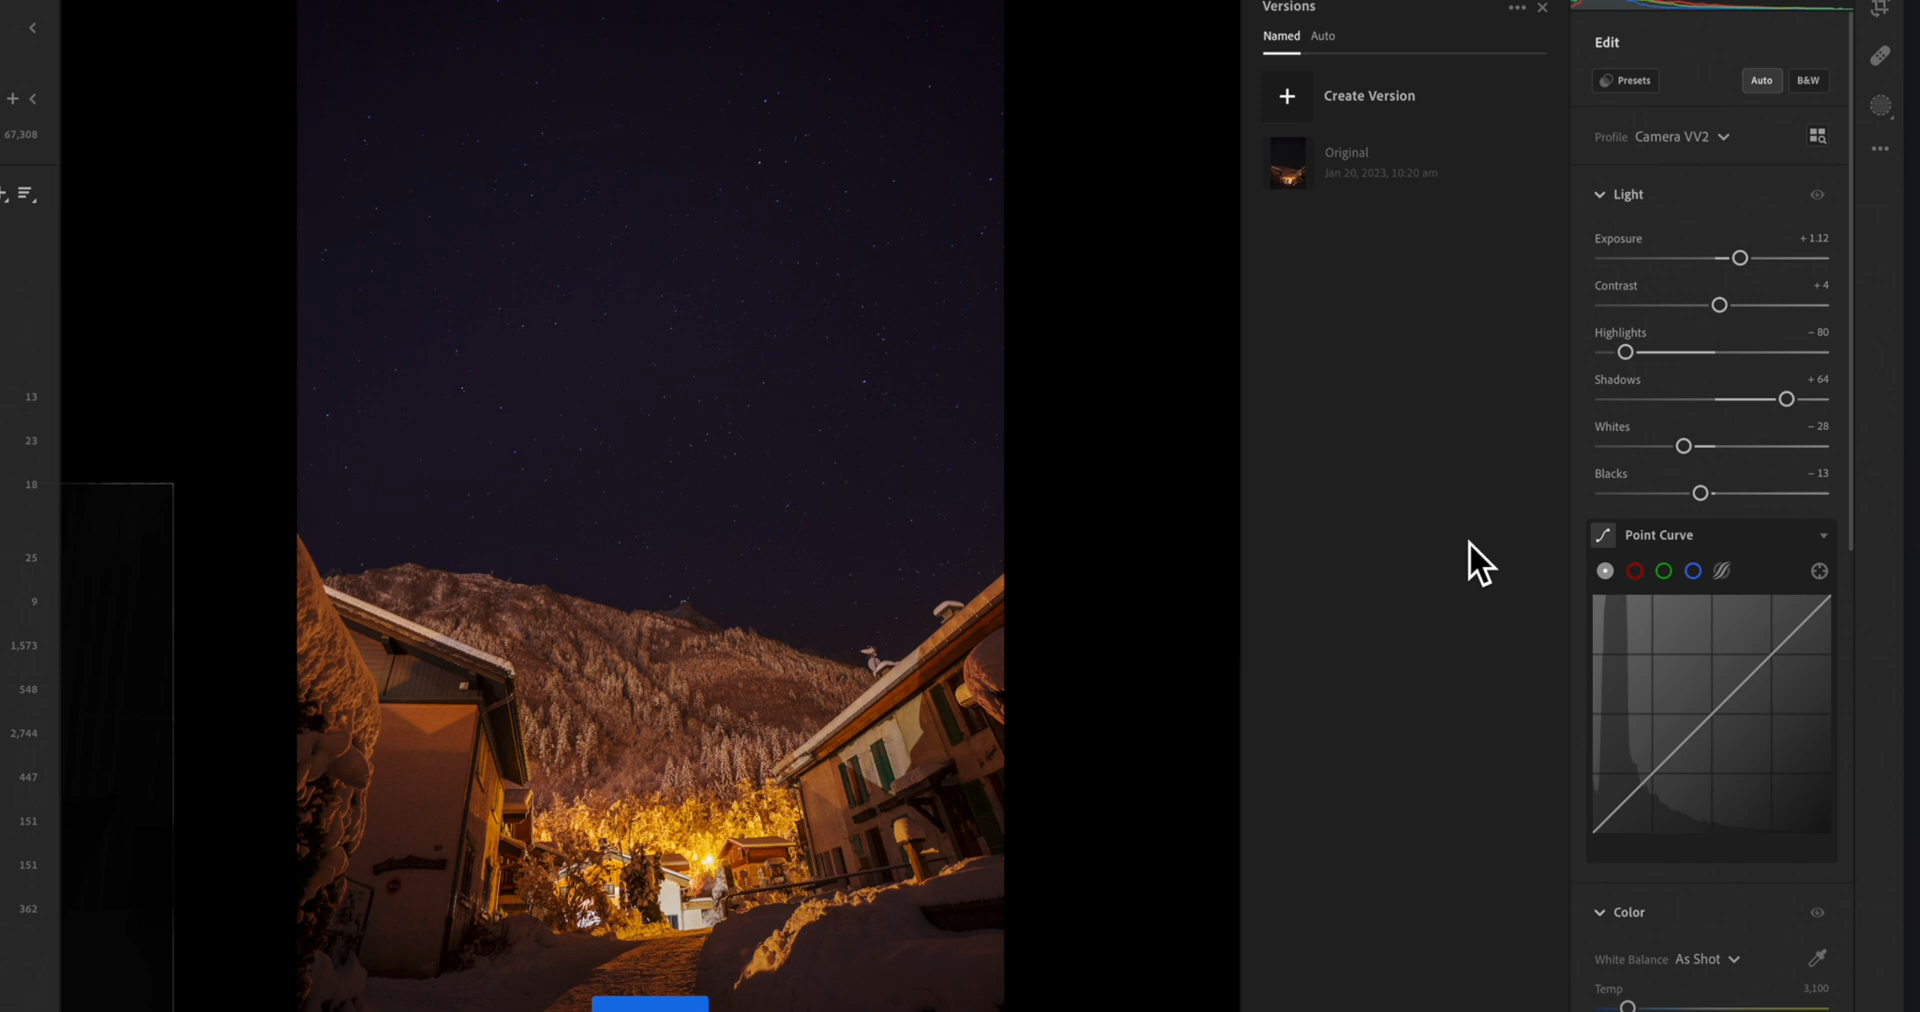 67,308
13
23
18
25
9
1,573
548
2,744
447
151
151
362
Versions
Named Auto
Create Version
Original
Jan 20, 2023, 10:20 am
Edit
Presets Auto B&W
Profile Camera VV2
Light
Exposure + 1.12
Contrast + 4
Highlights – 80
Shadows + 64
Whites – 28
Blacks – 13
Point Curve
Color
White Balance As Shot
Temp 3,100